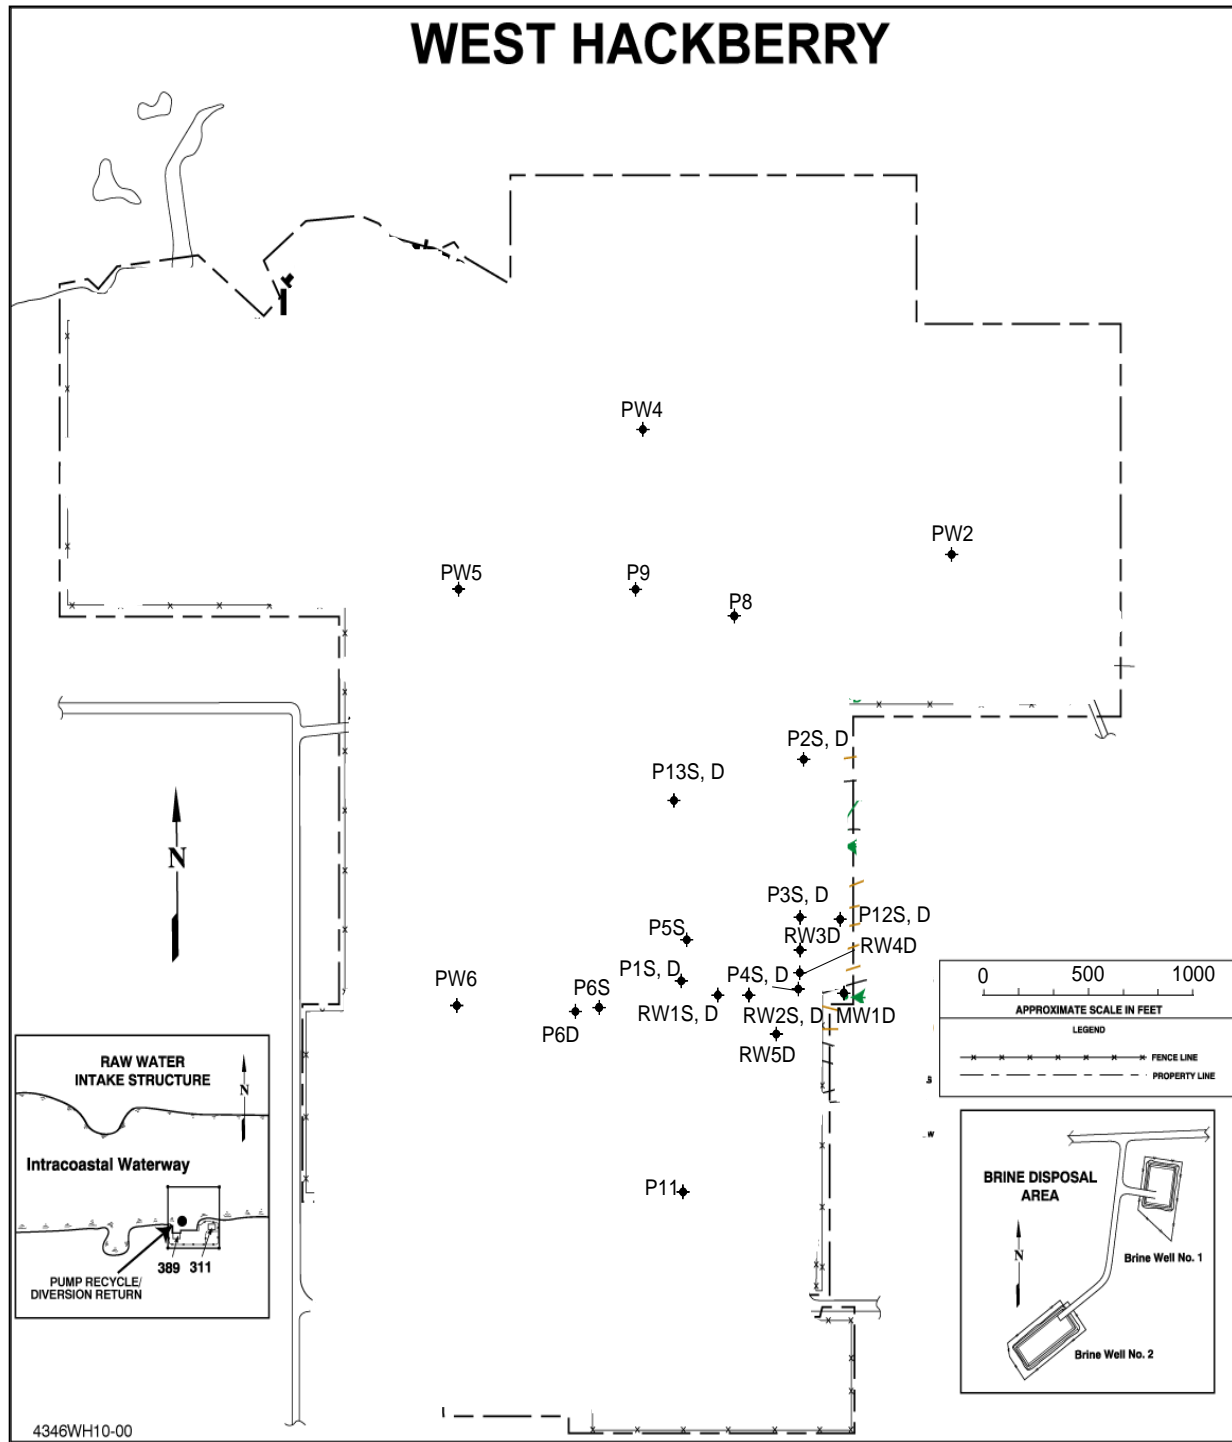 WEST HACKBERRY
PW4
PW2
PW5
P9
P8
P2S, D
P13S, D
P3S, D
P12S, D
P5S
RW3D
RW4D
P1S, D
P4S, D
PW6
P6S
RW1S, D
RW2S, D
MW1D
P6D
RW5D
P11
N
0 500 1000
APPROXIMATE SCALE IN FEET
LEGEND
FENCE LINE
PROPERTY LINE
S
W
RAW WATER
INTAKE STRUCTURE
N
Intracoastal Waterway
389 311
PUMP RECYCLE/
DIVERSION RETURN
BRINE DISPOSAL
AREA
N
Brine Well No. 1
Brine Well No. 2
4346WH10-00